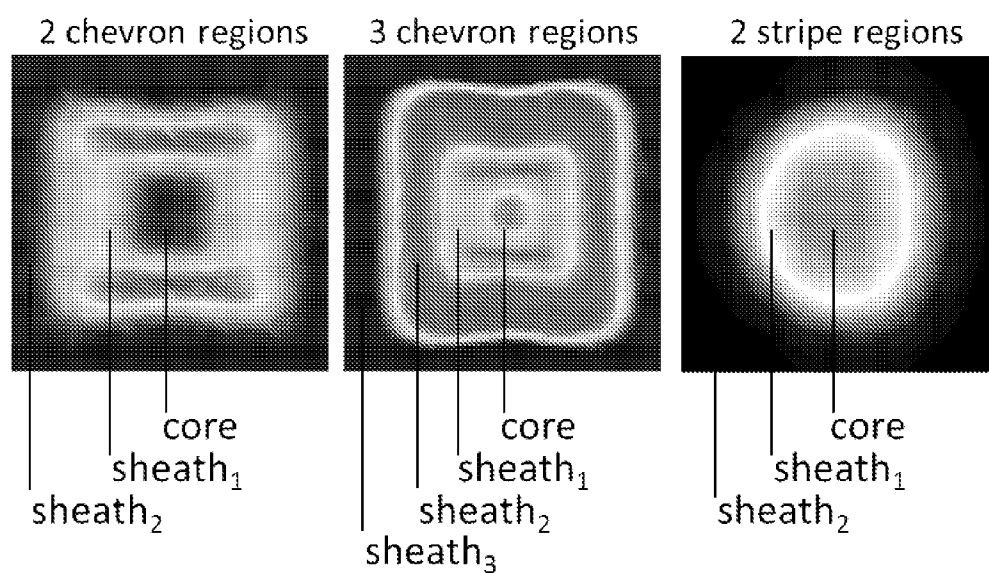 2 chevron regions
3 chevron regions
2 stripe regions
core
sheath₁
sheath₂
core
sheath₁
sheath₂
sheath₃
core
sheath₁
sheath₂